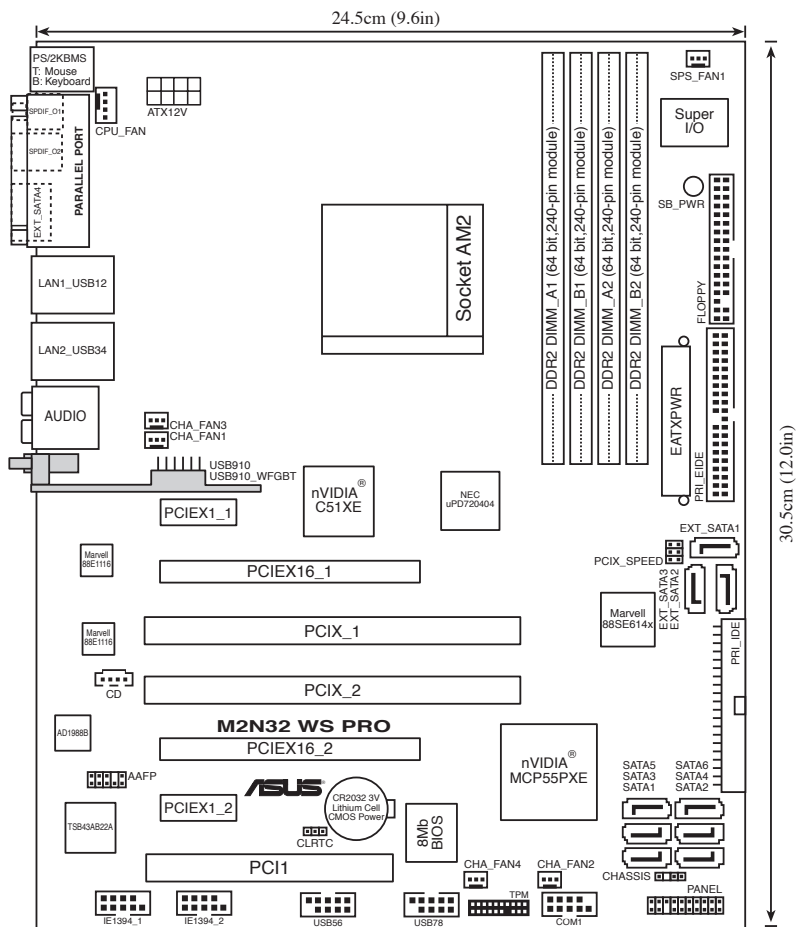 24.5cm (9.6in)
PS/2KBMS
T: Mouse
B: Keyboard
SPDIF_O1
SPDIF_O2
EXT_SATA4
PARALLEL PORT
CPU_FAN
ATX12V
SPS_FAN1
Super
I/O
SB_PWR
FLOPPY
Socket AM2
DDR2 DIMM_A1 (64 bit,240-pin module)
DDR2 DIMM_B1 (64 bit,240-pin module)
DDR2 DIMM_A2 (64 bit,240-pin module)
DDR2 DIMM_B2 (64 bit,240-pin module)
LAN1_USB12
LAN2_USB34
AUDIO
EATXPWR
PRI_EIDE
30.5cm (12.0in)
CHA_FAN3
CHA_FAN1
USB910
USB910_WFGBT
nVIDIA®
C51XE
NEC
uPD720404
PCIEX1_1
EXT_SATA1
PCIX_SPEED
EXT_SATA3
EXT_SATA2
Marvell
88E1116
PCIEX16_1
Marvell
88SE614x
PRI_IDE
Marvell
88E1116
PCIX_1
CD
PCIX_2
M2N32 WS PRO
AD1988B
PCIEX16_2
nVIDIA®
MCP55PXE
SATA5
SATA3
SATA1
SATA6
SATA4
SATA2
AAFP
ASUS®
CR2032 3V
Lithium Cell
CMOS Power
PCIEX1_2
TSB43AB22A
CLRTC
8Mb
BIOS
PCI1
CHA_FAN4
CHA_FAN2
CHASSIS
PANEL
IE1394_1
IE1394_2
USB56
USB78
TPM
COM1